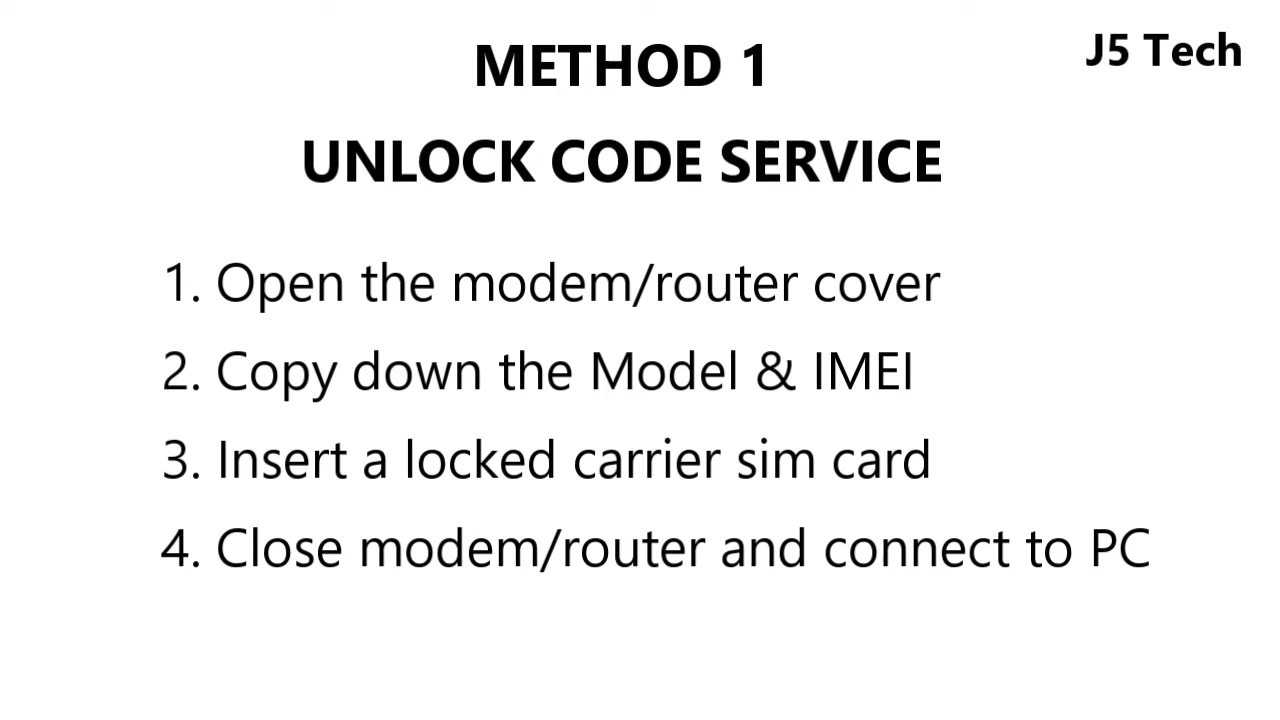 METHOD 1
J5 Tech
UNLOCK CODE SERVICE
1. Open the modem/router cover
2. Copy down the Model & IMEI
3. Insert a locked carrier sim card
4. Close modem/router and connect to PC